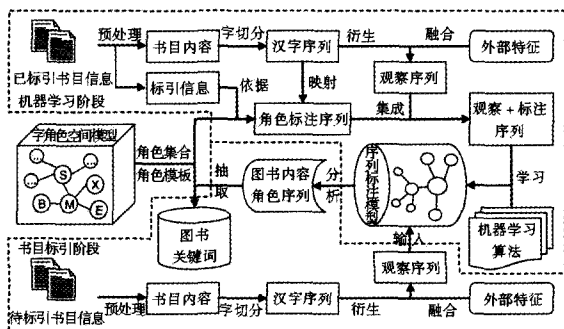 预处理
书目内容
字切分
汉字序列
衍生
融合
外部特征
已标引书目信息
机器学习阶段
标引信息
依据
映射
观察序列
角色标注序列
集成
观察+标注
序列
字角色空间模型
...
...
S
X
B
M
E
...
角色集合
角色模板
抽取
图书内容
角色序列
分析
序列标注模型
学习
机器学习
算法
图书
关键词
输入
书目标引阶段
观察序列
待标引书目信息
预处理
书目内容
字切分
汉字序列
衍生
融合
外部特征